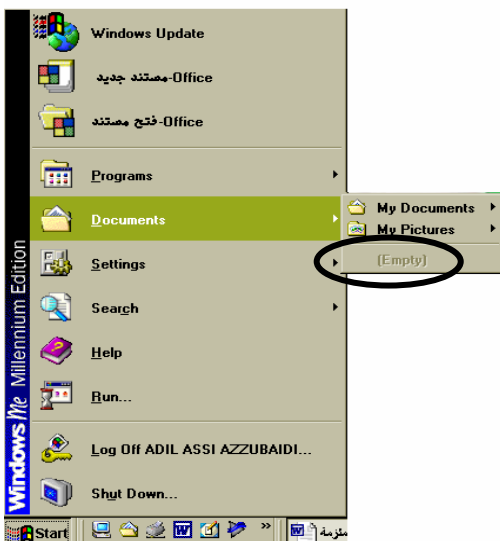 Windows Update
Office-مستند جديد
Office-فتح مستند
Programs
Documents
My Documents
My Pictures
(Empty)
Settings
Search
Help
Run...
Log Off ADIL ASSI AZZUBAIDI...
Shut Down...
Windows Me Millennium Edition
Start
»
ملزمة